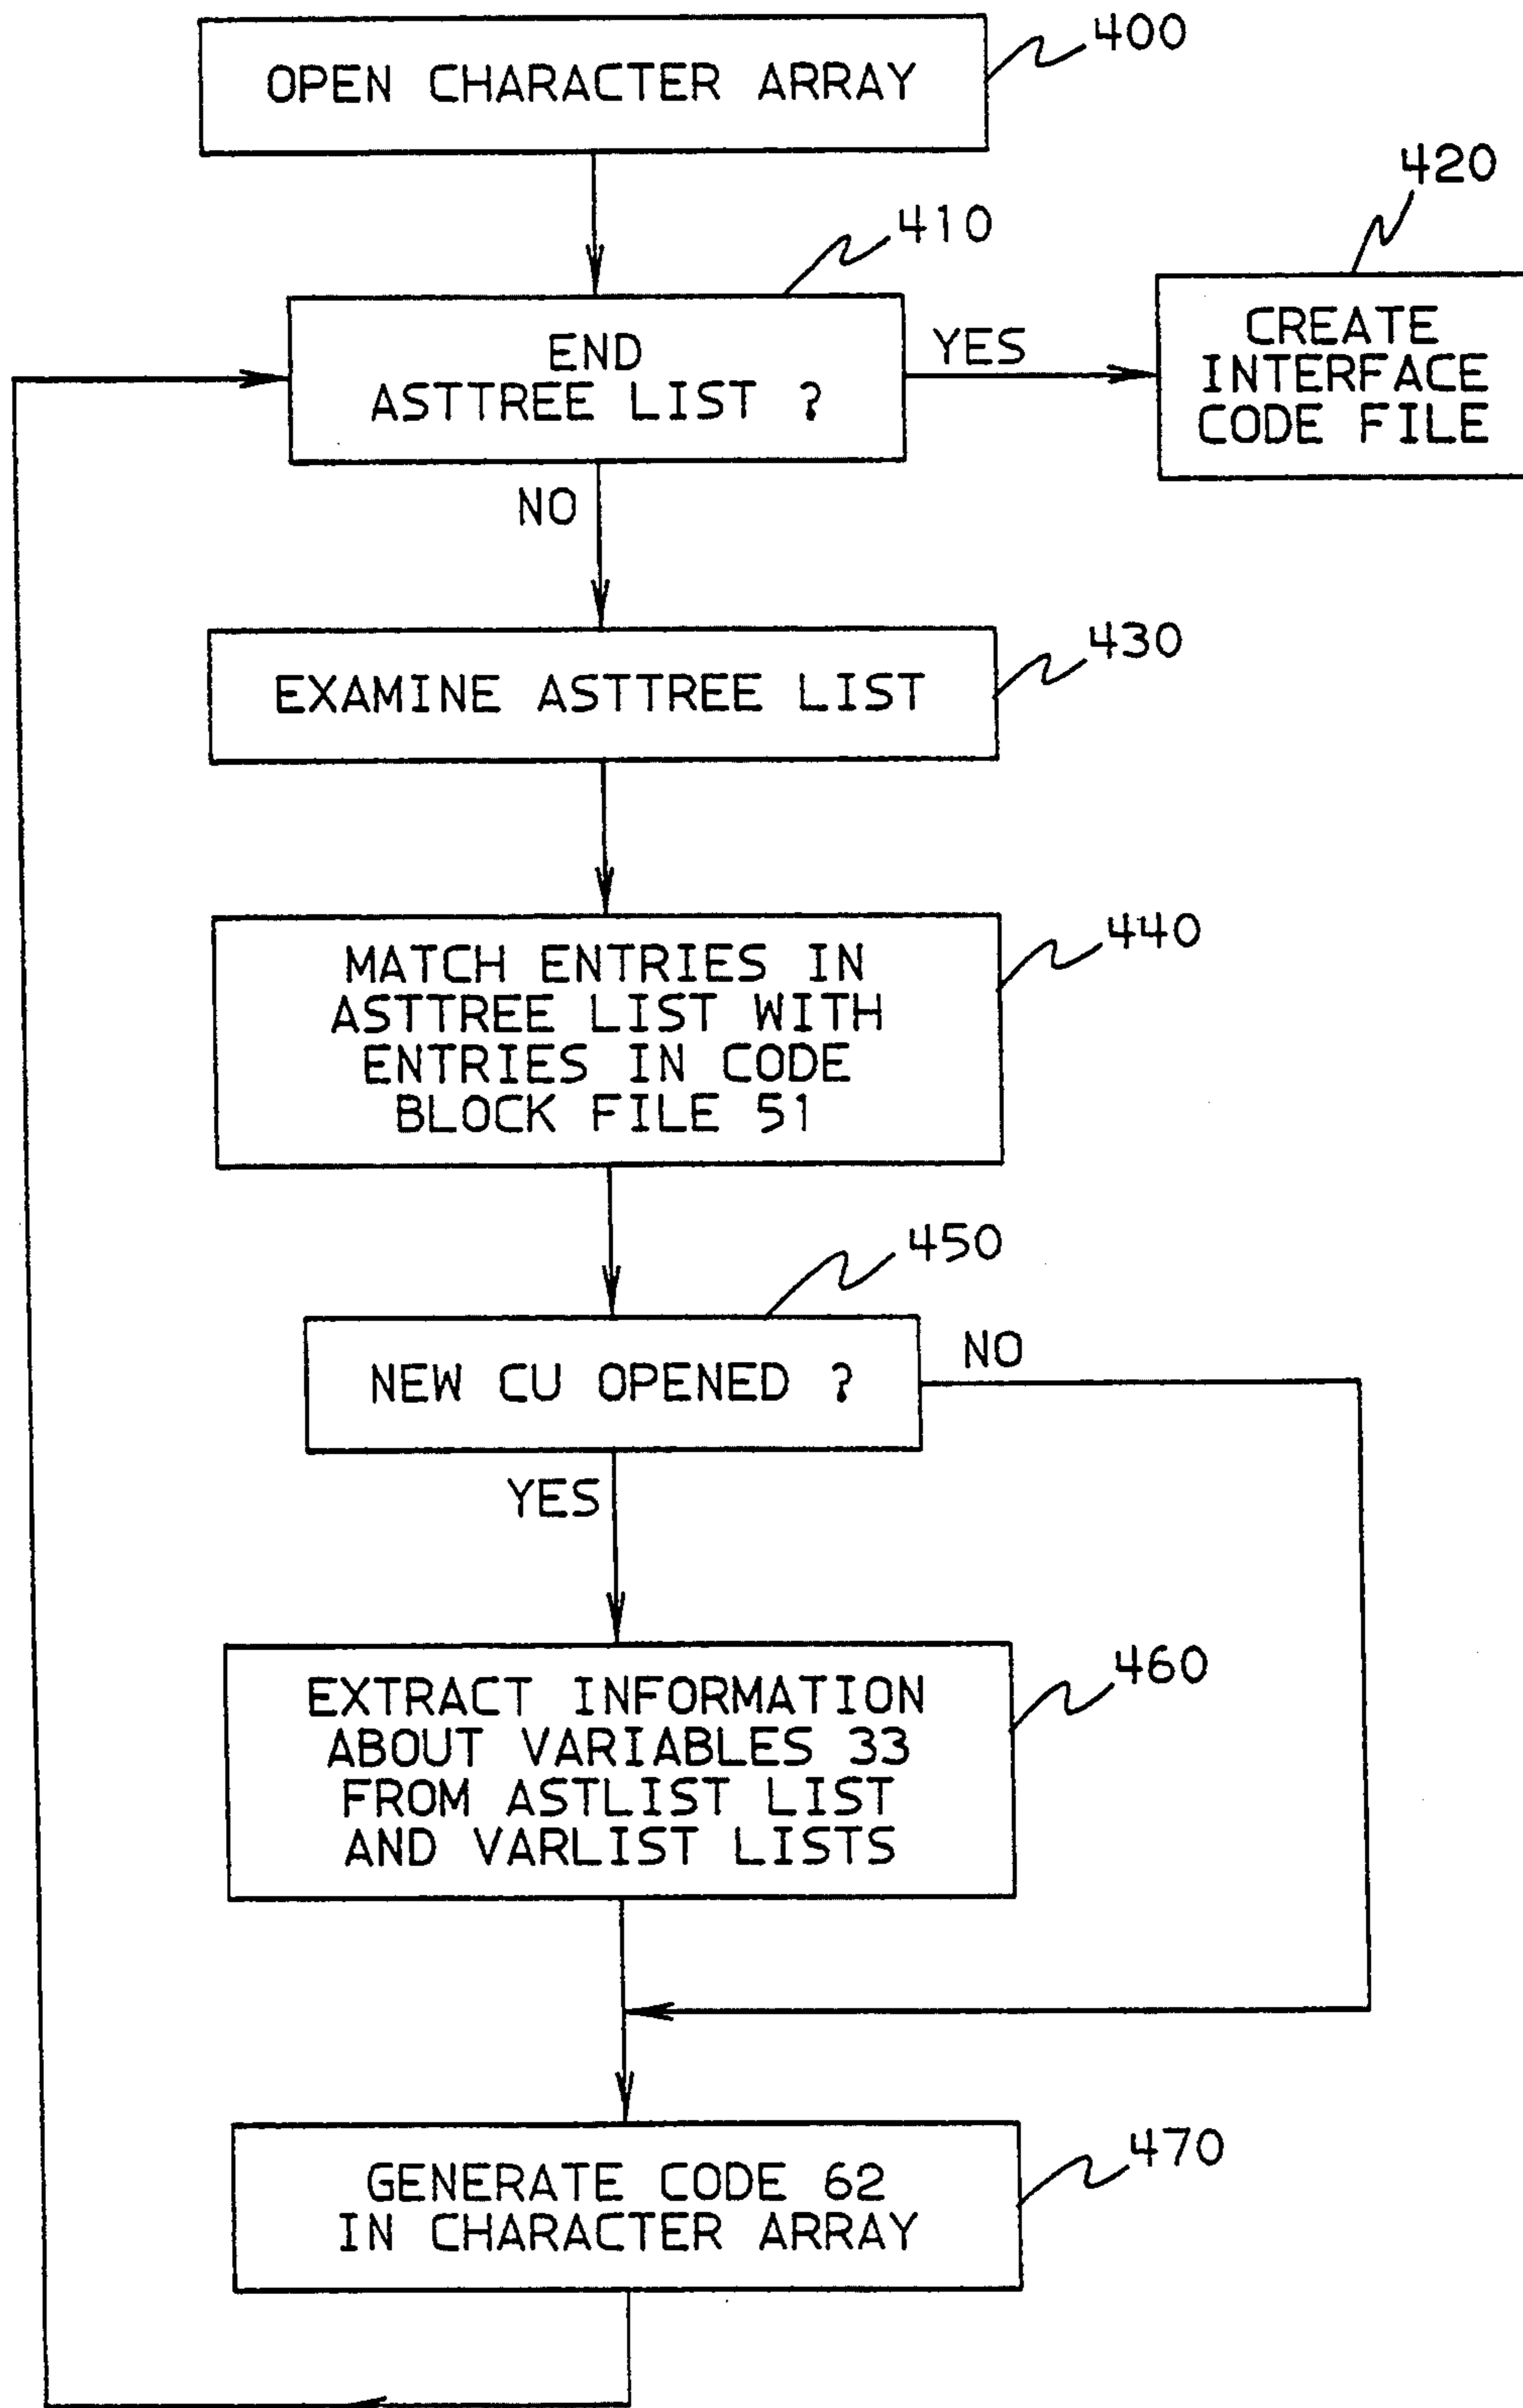 OPEN CHARACTER ARRAY
400
410
420
END
ASTTREE LIST ?
YES
CREATE
INTERFACE
CODE FILE
NO
430
EXAMINE ASTTREE LIST
440
MATCH ENTRIES IN
ASTTREE LIST WITH
ENTRIES IN CODE
BLOCK FILE 51
450
NEW CU OPENED ?
NO
YES
460
EXTRACT INFORMATION
ABOUT VARIABLES 33
FROM ASTLIST LIST
AND VARLIST LISTS
470
GENERATE CODE 62
IN CHARACTER ARRAY